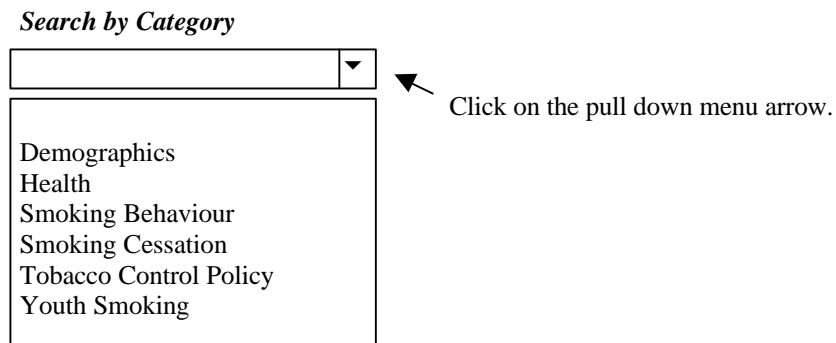 Search by Category
Click on the pull down menu arrow.
Demographics
Health
Smoking Behaviour
Smoking Cessation
Tobacco Control Policy
Youth Smoking